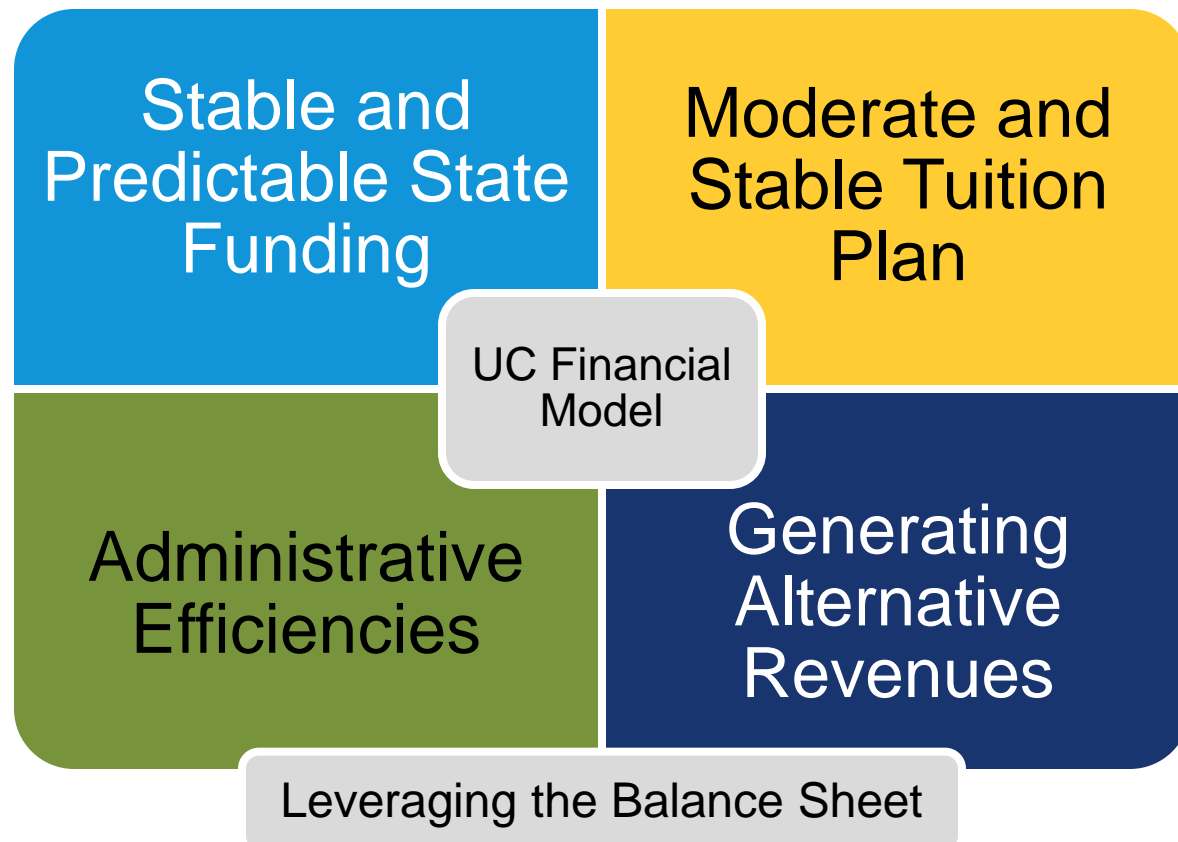 Stable and
Predictable State
Funding
Moderate and
Stable Tuition
Plan
UC Financial
Model
Administrative
Efficiencies
Generating
Alternative
Revenues
Leveraging the Balance Sheet